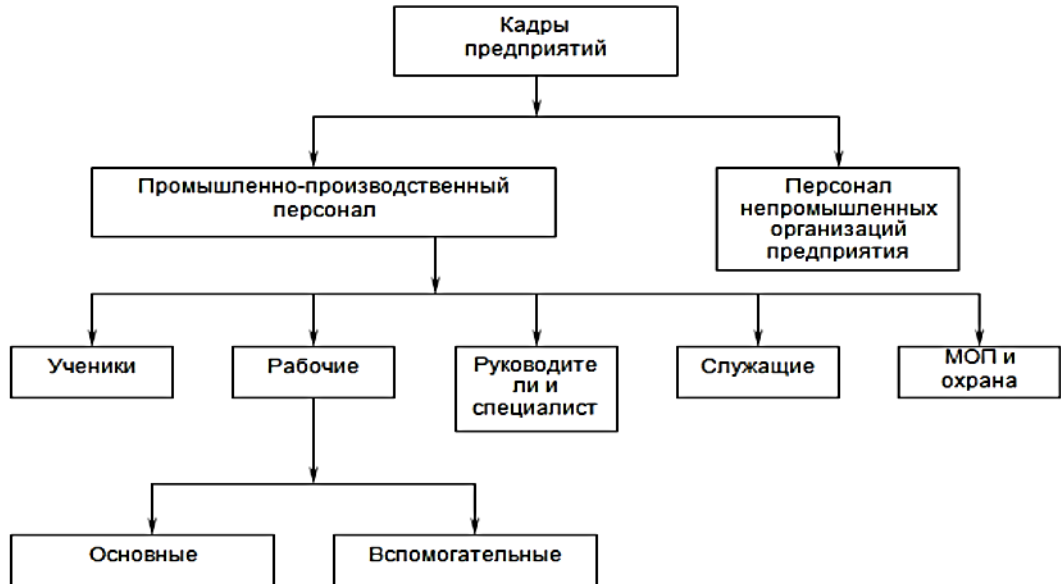 Кадры
предприятий
Промышленно-производственный
персонал
Персонал
непромышленных
организаций
предприятия
Ученики
Рабочие
Руководите
ли и
специалист
Служащие
МОП и
охрана
Основные
Вспомогательные